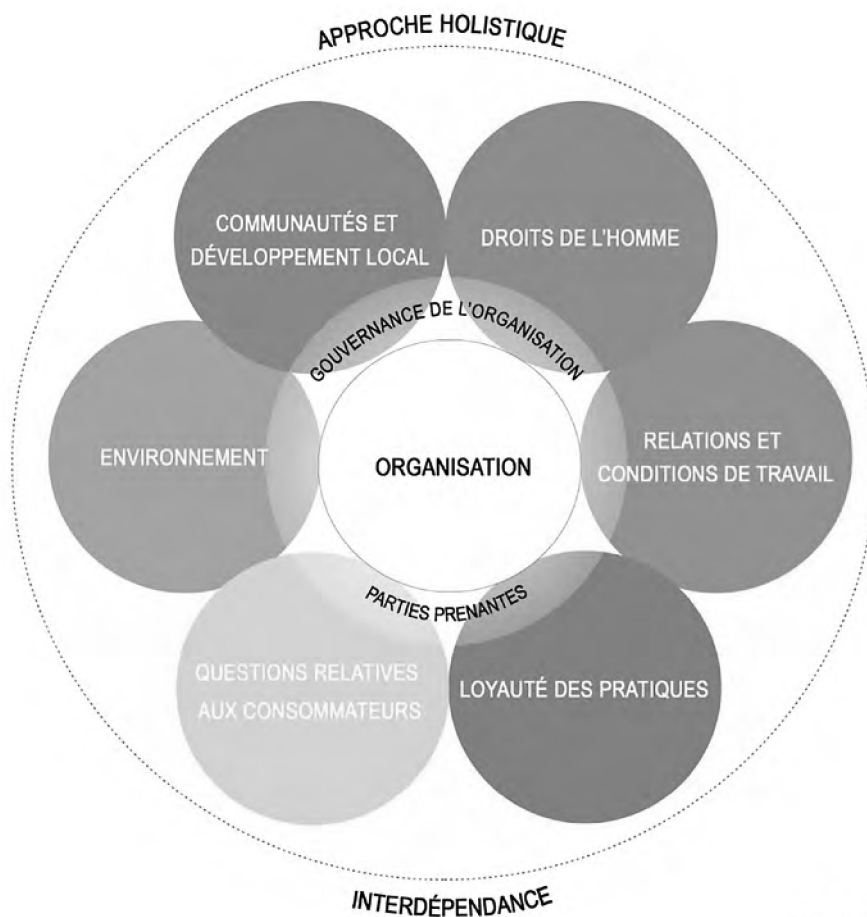 APPROCHE HOLISTIQUE
COMMUNAUTÉS ET
DÉVELOPPEMENT LOCAL
DROITS DE L'HOMME
GOUVERNANCE DE L'ORGANISATION
ENVIRONNEMENT
ORGANISATION
RELATIONS ET
CONDITIONS DE TRAVAIL
PARTIES PRENANTES
QUESTIONS RELATIVES
AUX CONSOMMATEURS
LOYAUTÉ DES PRATIQUES
INTERDÉPENDANCE